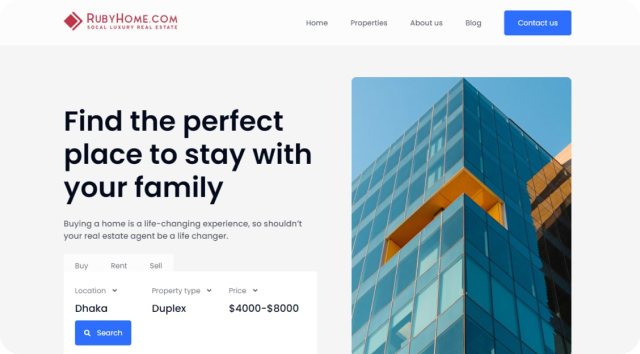 RUBYHOME.COM
SOCAL LUXURY REAL ESTATE
Home Properties About us Blog Contact us
Find the perfect
place to stay with
your family
Buying a home is a life-changing experience, so shouldn't
your real estate agent be a life changer.
Buy Rent Sell
Location Property type Price
Dhaka Duplex $4000-$8000
Search